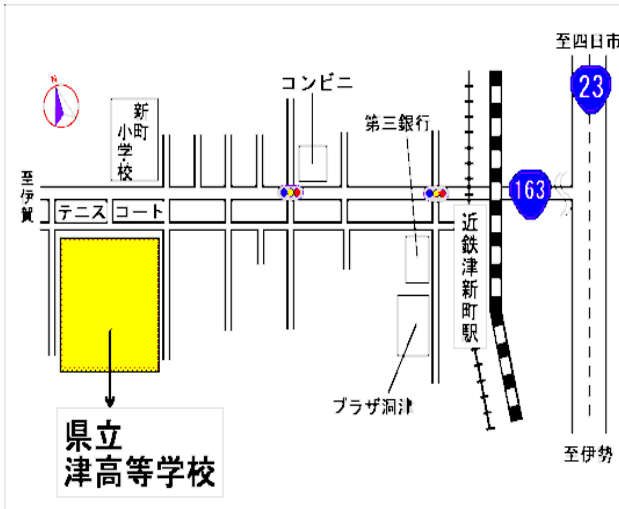 至四日市
23
N
コンビニ
新町
小学校
第三銀行
至伊賀
163
テニス コート
近鉄津新町駅
プラザ洞津
県立
津高等学校
至伊勢